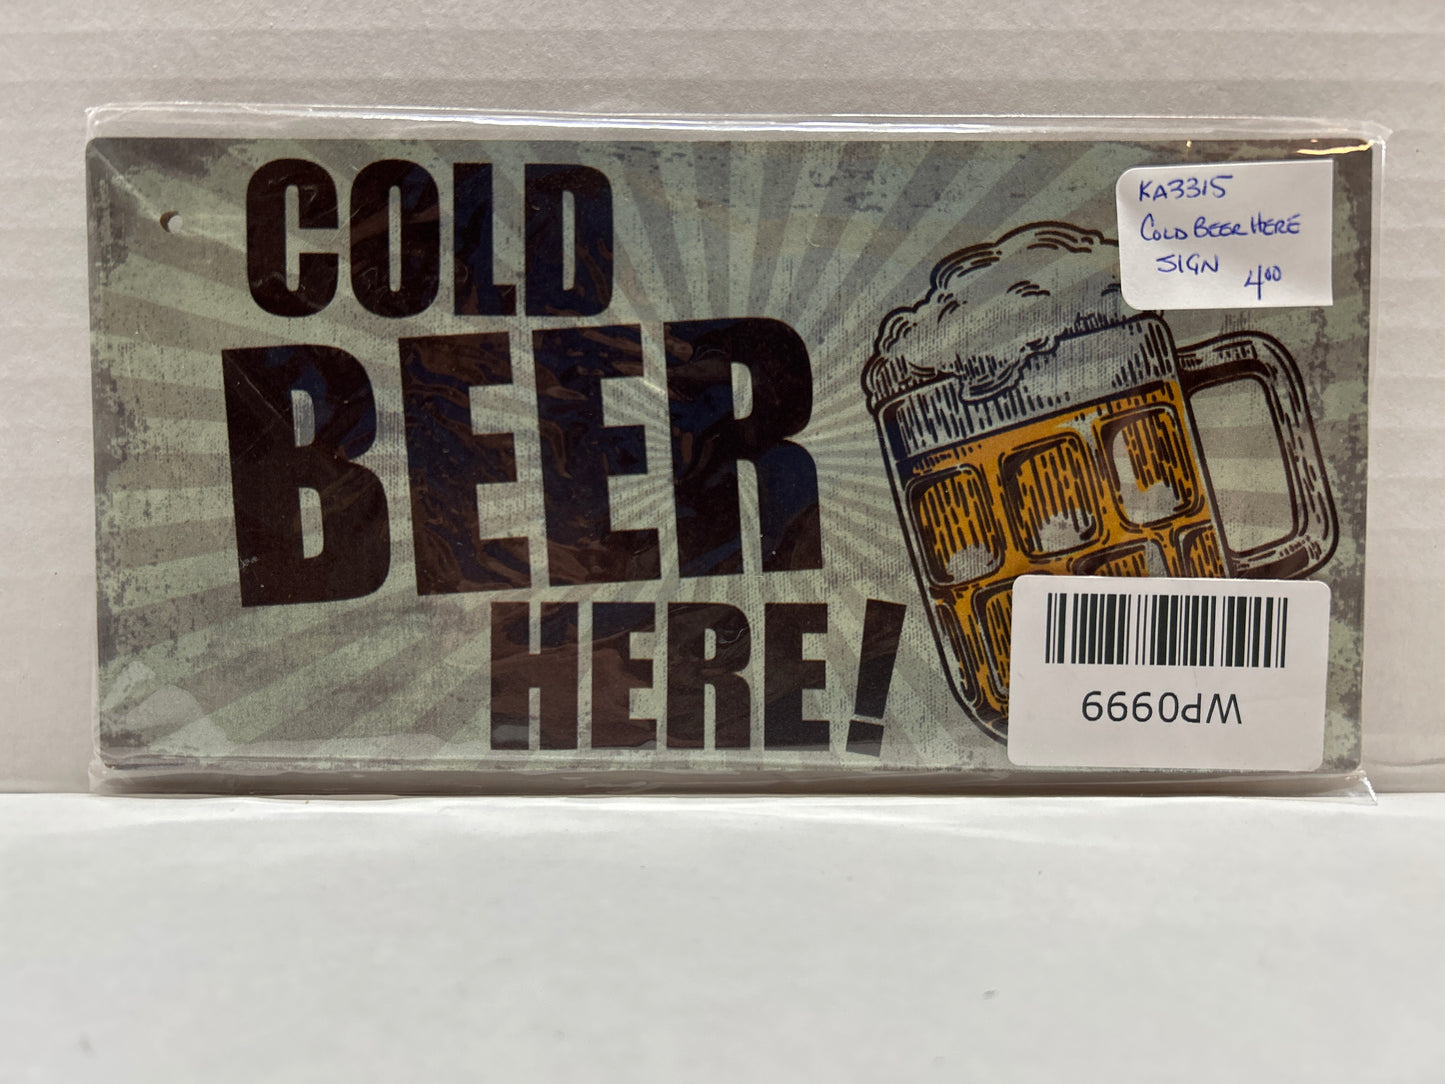 COLD
BEER
HERE!
KA3315
COLD BEER HERE
SIGN 4.00
WP0999